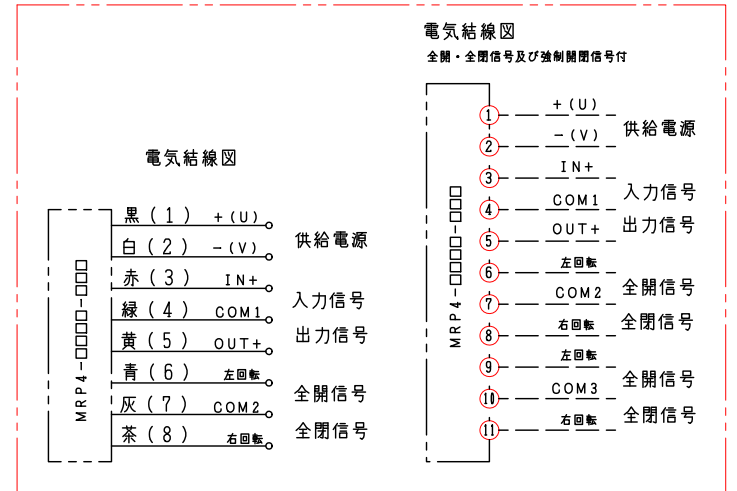 電気結線図
黒(1) +(U)
白(2) -(V)
供給電源
赤(3) IN+
入力信号
緑(4) COM1
黄(5) OUT+
出力信号
青(6) 左回転
全開信号
灰(7) COM2
茶(8) 右回転
全閉信号
MRP4-□□□□-□□□
電気結線図
全開・全閉信号及び強制開閉信号付
① +(U)
供給電源
② -(V)
③ IN+
入力信号
④ COM1
出力信号
⑤ OUT+
⑥ 左回転
全開信号
⑦ COM2
全閉信号
⑧ 右回転
⑨ 左回転
全開信号
⑩ COM3
全閉信号
⑪ 右回転
MRP4-□□□□-□□□